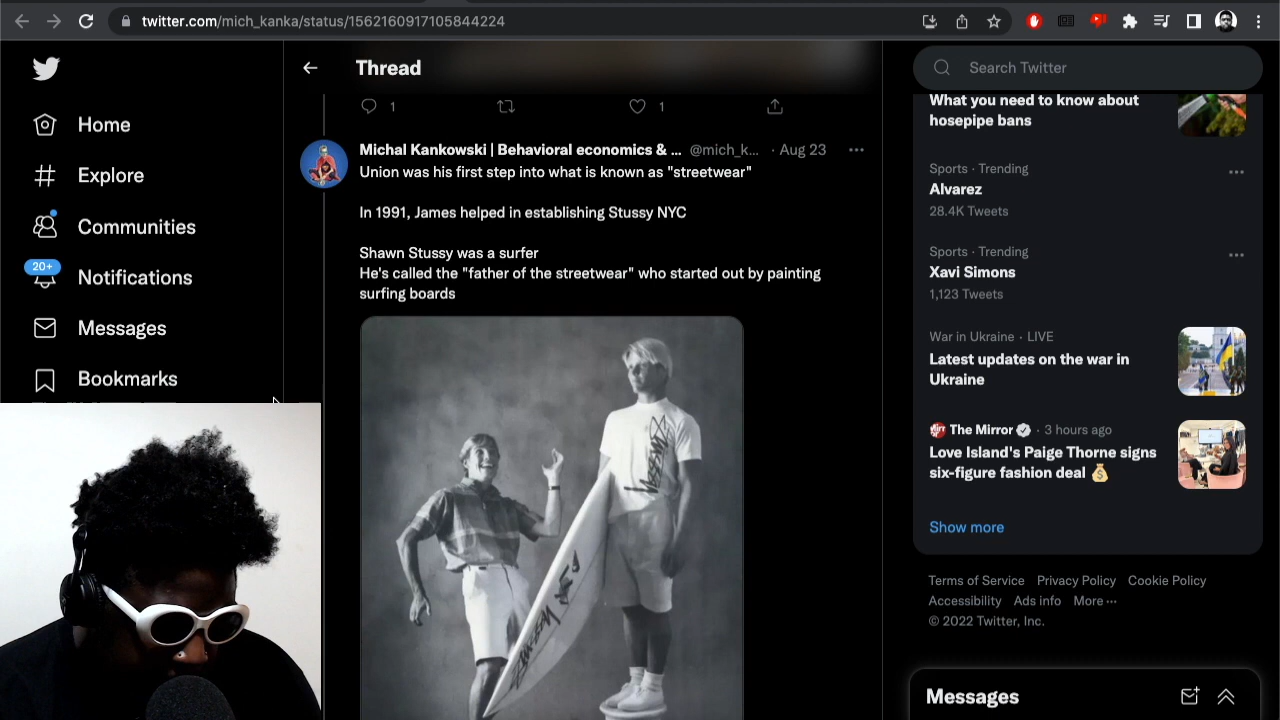 twitter.com/mich_kanka/status/1562160917105844224
Home
Explore
Communities
20+
Notifications
Messages
Bookmarks
Thread
1
1
Michal Kankowski | Behavioral economics & ... @mich_k... · Aug 23
Union was his first step into what is known as "streetwear"
In 1991, James helped in establishing Stussy NYC
Shawn Stussy was a surfer
He's called the "father of the streetwear" who started out by painting
surfing boards
Search Twitter
What you need to know about
hosepipe bans
Sports · Trending
Alvarez
28.4K Tweets
Sports · Trending
Xavi Simons
1,123 Tweets
War in Ukraine · LIVE
Latest updates on the war in
Ukraine
The Mirror · 3 hours ago
Love Island's Paige Thorne signs
six-figure fashion deal 💰
Show more
Terms of Service Privacy Policy Cookie Policy
Accessibility Ads info More ···
© 2022 Twitter, Inc.
Messages